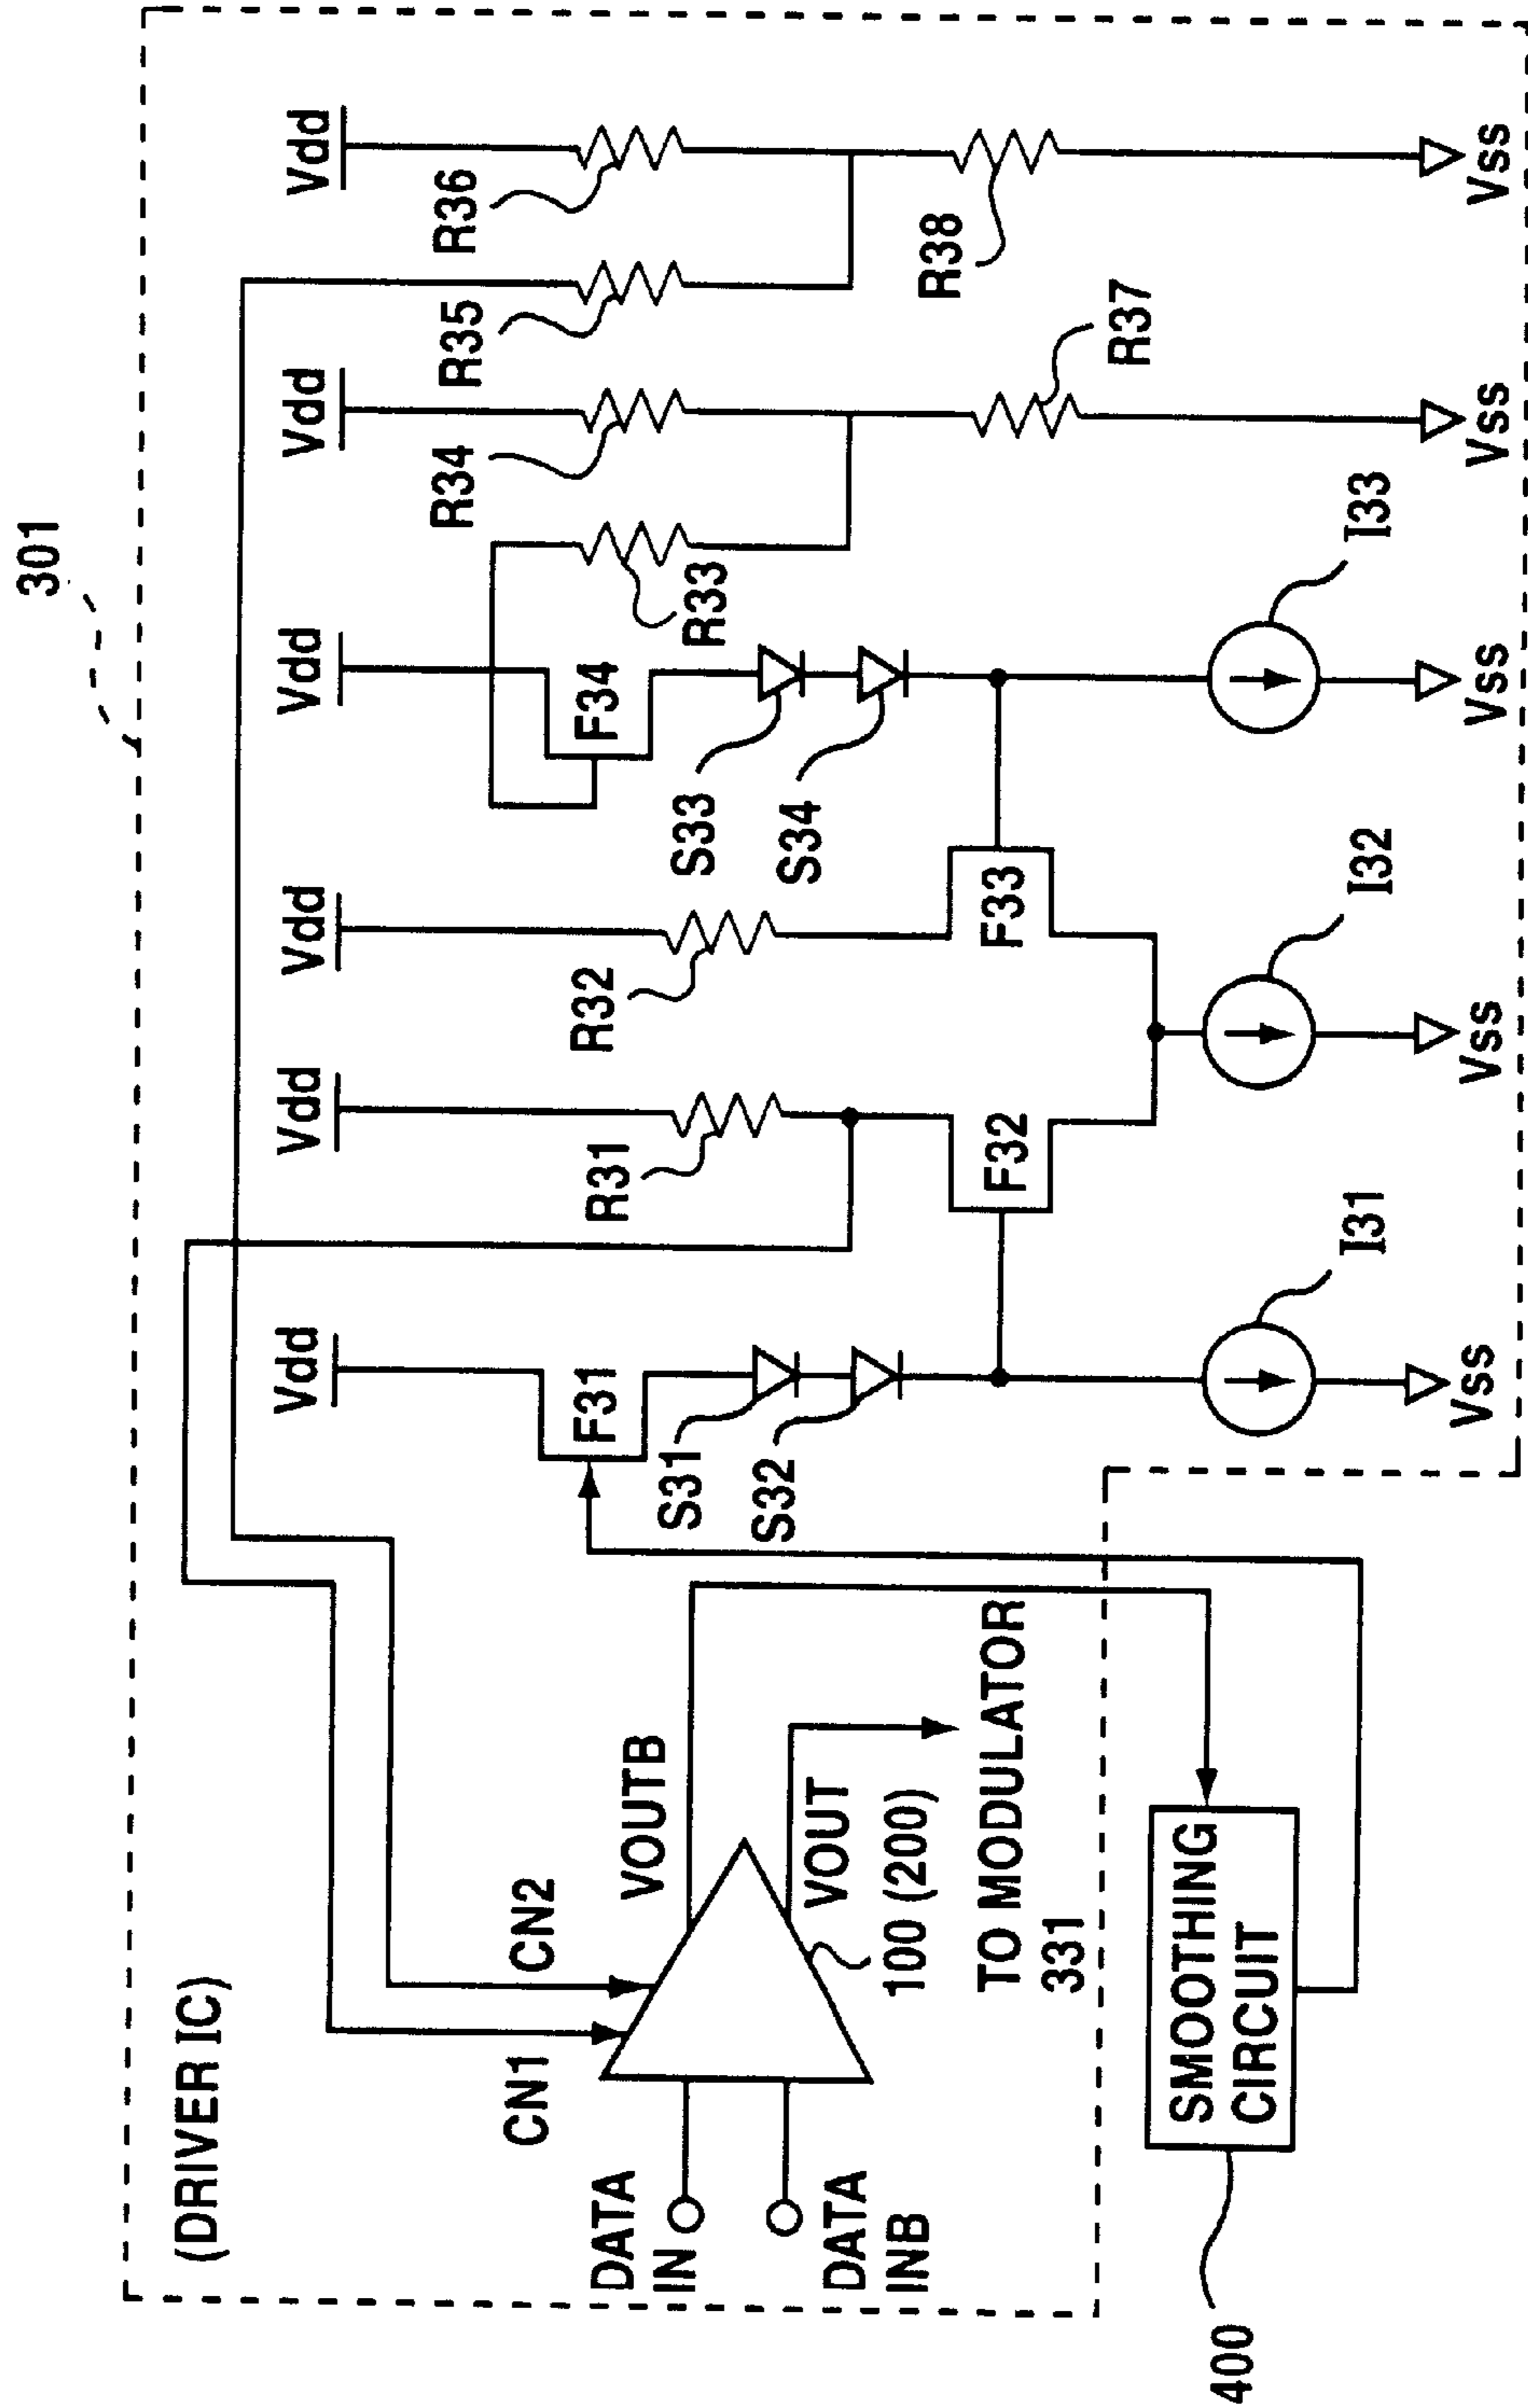 301
(DRIVER IC)
Vdd
Vdd
Vdd
Vdd
Vdd
Vdd
R36
R35
R34
R33
R38
R37
F34
S33
S34
R32
R31
F33
F32
F31
S31
S32
I33
I32
I31
Vss
Vss
Vss
Vss
Vss
CN1
CN2
VOUTB
VOUT
100 (200)
TO MODULATOR
331
DATA
IN
DATA
INB
SMOOTHING
CIRCUIT
400